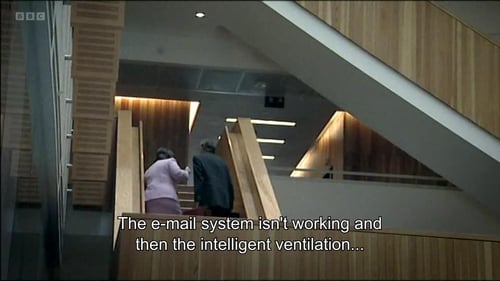 BBC
The e-mail system isn't working and
then the intelligent ventilation...